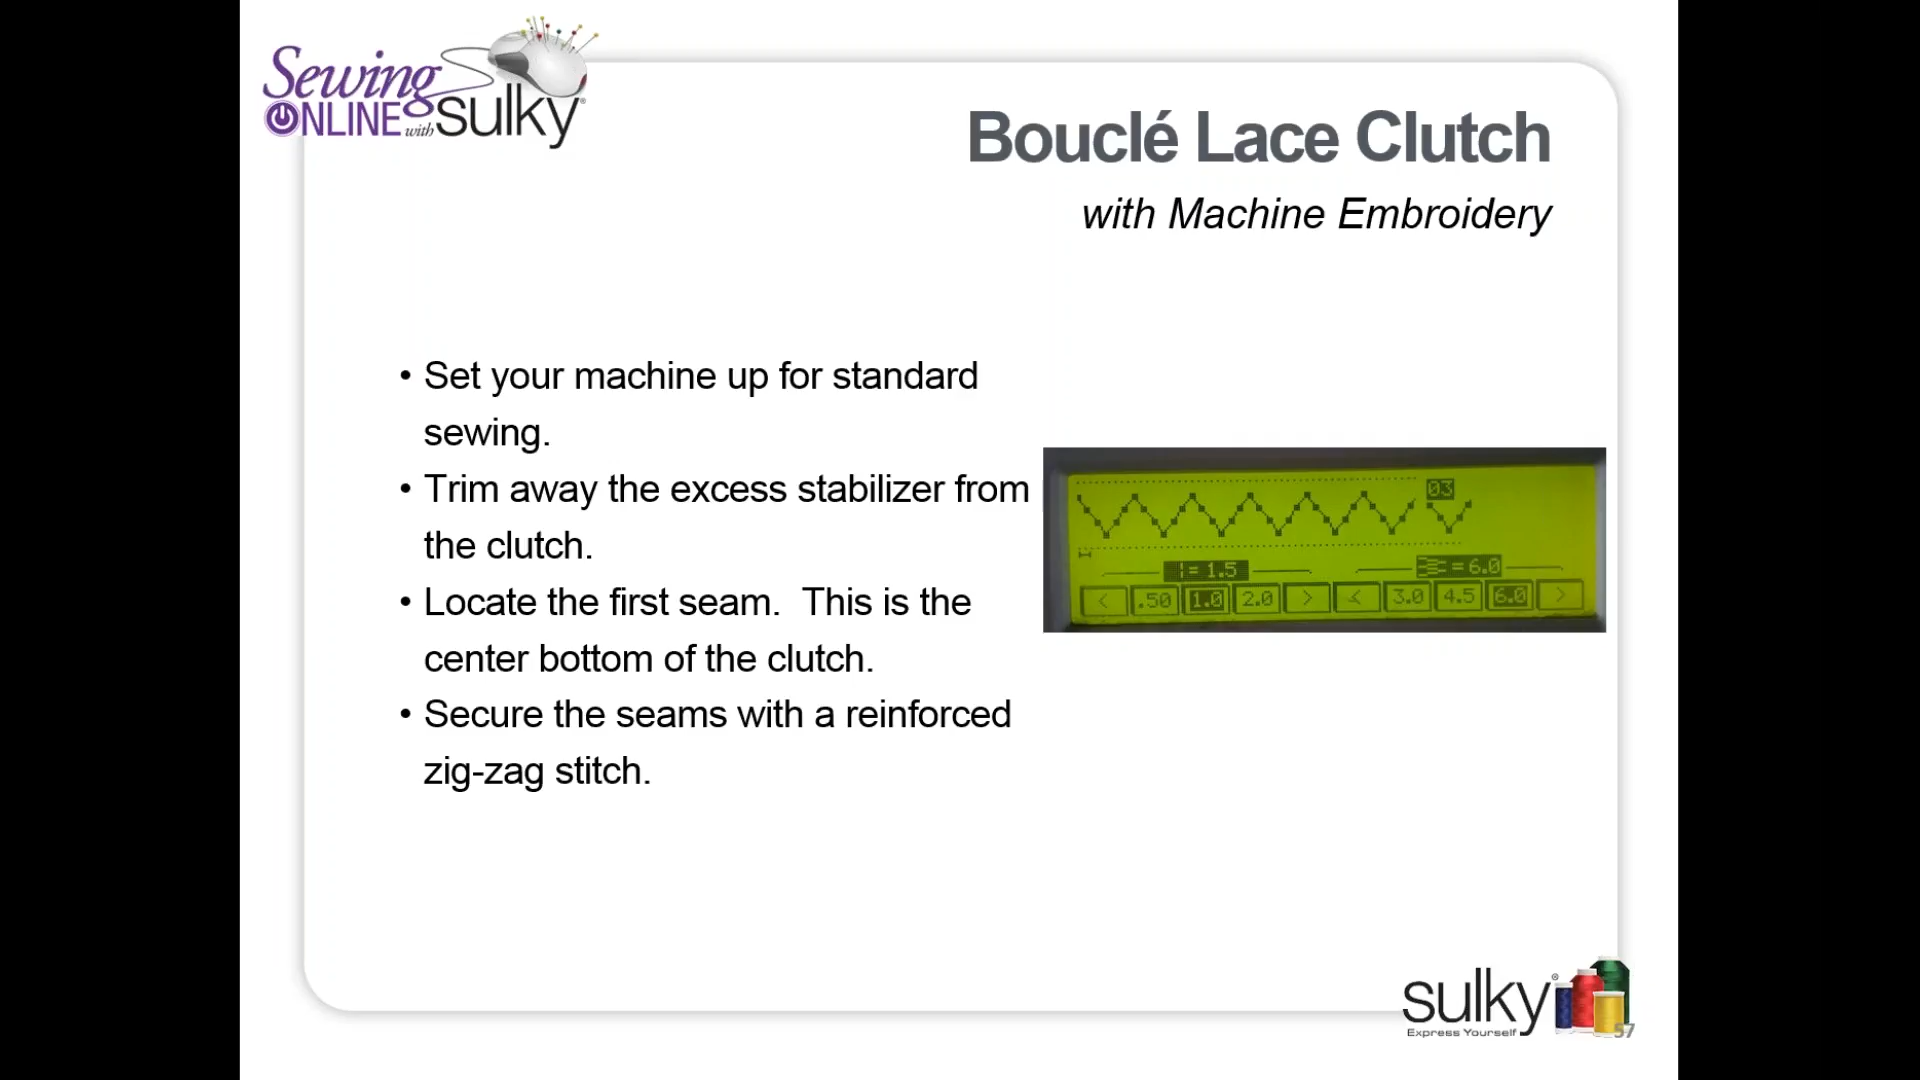 Sewing
ONLINE with sulky®
Bouclé Lace Clutch
with Machine Embroidery
• Set your machine up for standard
sewing.
• Trim away the excess stabilizer from
the clutch.
• Locate the first seam.  This is the
center bottom of the clutch.
• Secure the seams with a reinforced
zig-zag stitch.
03
= 1.5
= 6.0
< .50 1.0 2.0 > < 3.0 4.5 6.0 >
sulky®
Express Yourself
57